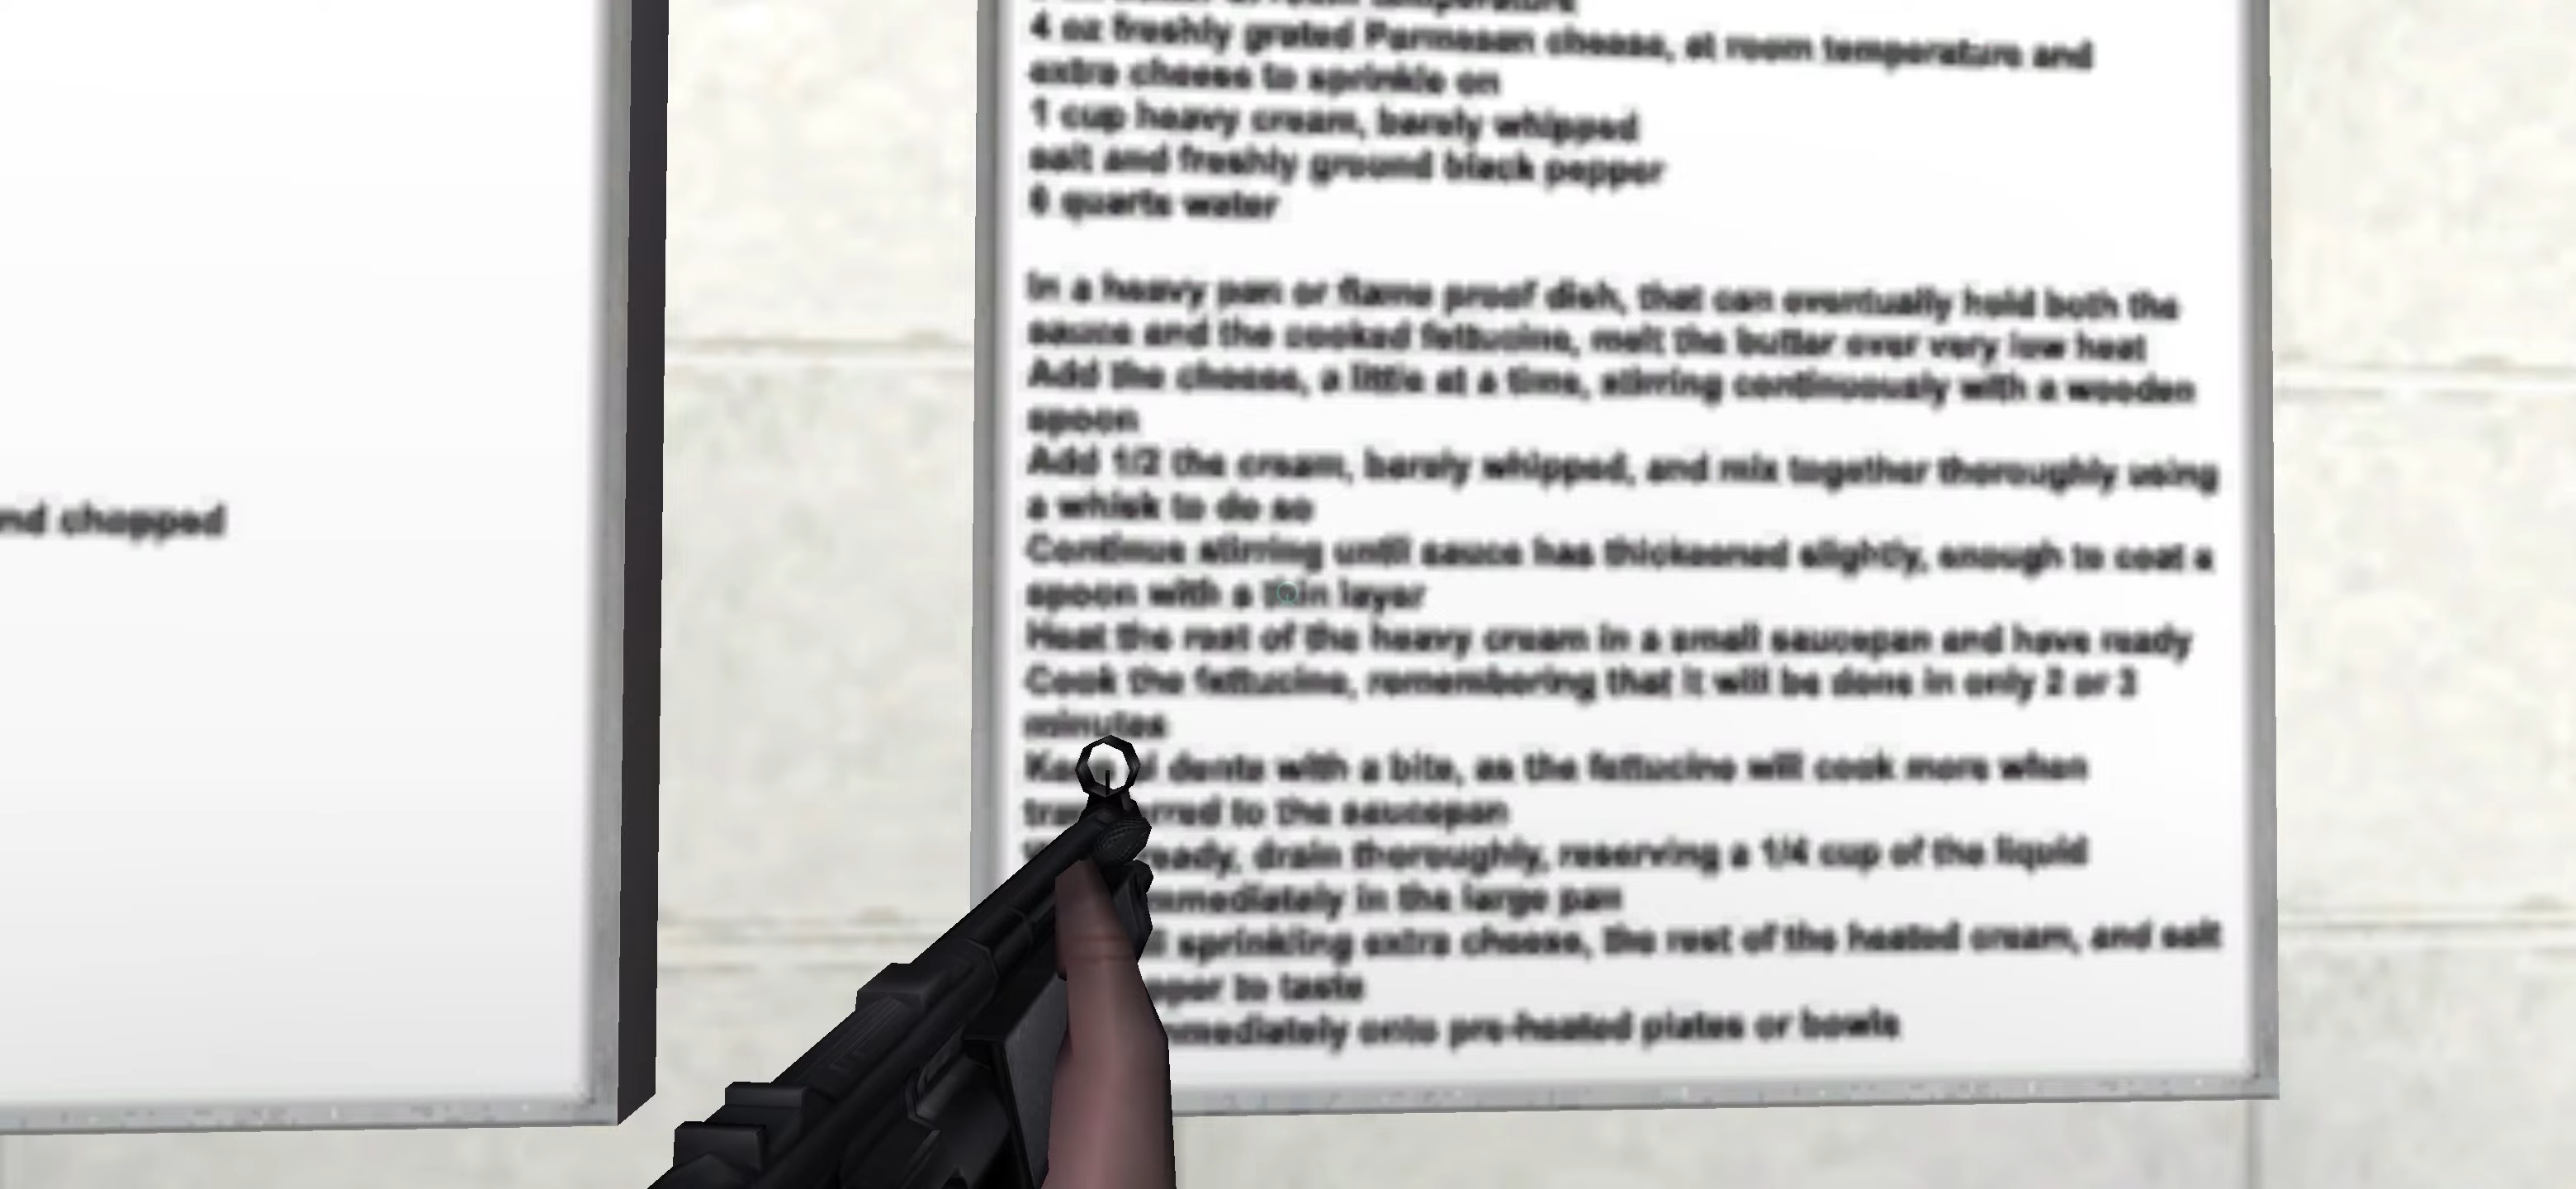 temperature
4 oz freshly grated Parmesan cheese, at room temperature and
extra cheese to sprinkle on
1 cup heavy cream, barely whipped
salt and freshly ground black pepper
6 quarts water
In a heavy pan or flame proof dish, that can eventually hold both the
sauce and the cooked fettucine, melt the butter over very low heat
Add the cheese, a little at a time, stirring continuously with a wooden
spoon
Add 1/2 the cream, barely whipped, and mix together thoroughly using
a whisk to do so
Continue stirring until sauce has thickened slightly, enough to coat a
spoon with a thin layer
Heat the rest of the heavy cream in a small saucepan and have ready
Cook the fettucine, remembering that it will be done in only 2 or 3
minutes
dente with a bite, as the fettucine will cook more when
to the saucepan
ready, drain thoroughly, reserving a 1/4 cup of the liquid
immediately in the large pan
sprinkling extra cheese, the rest of the heated cream, and salt
to taste
immediately onto pre-heated plates or bowls
nd chopped